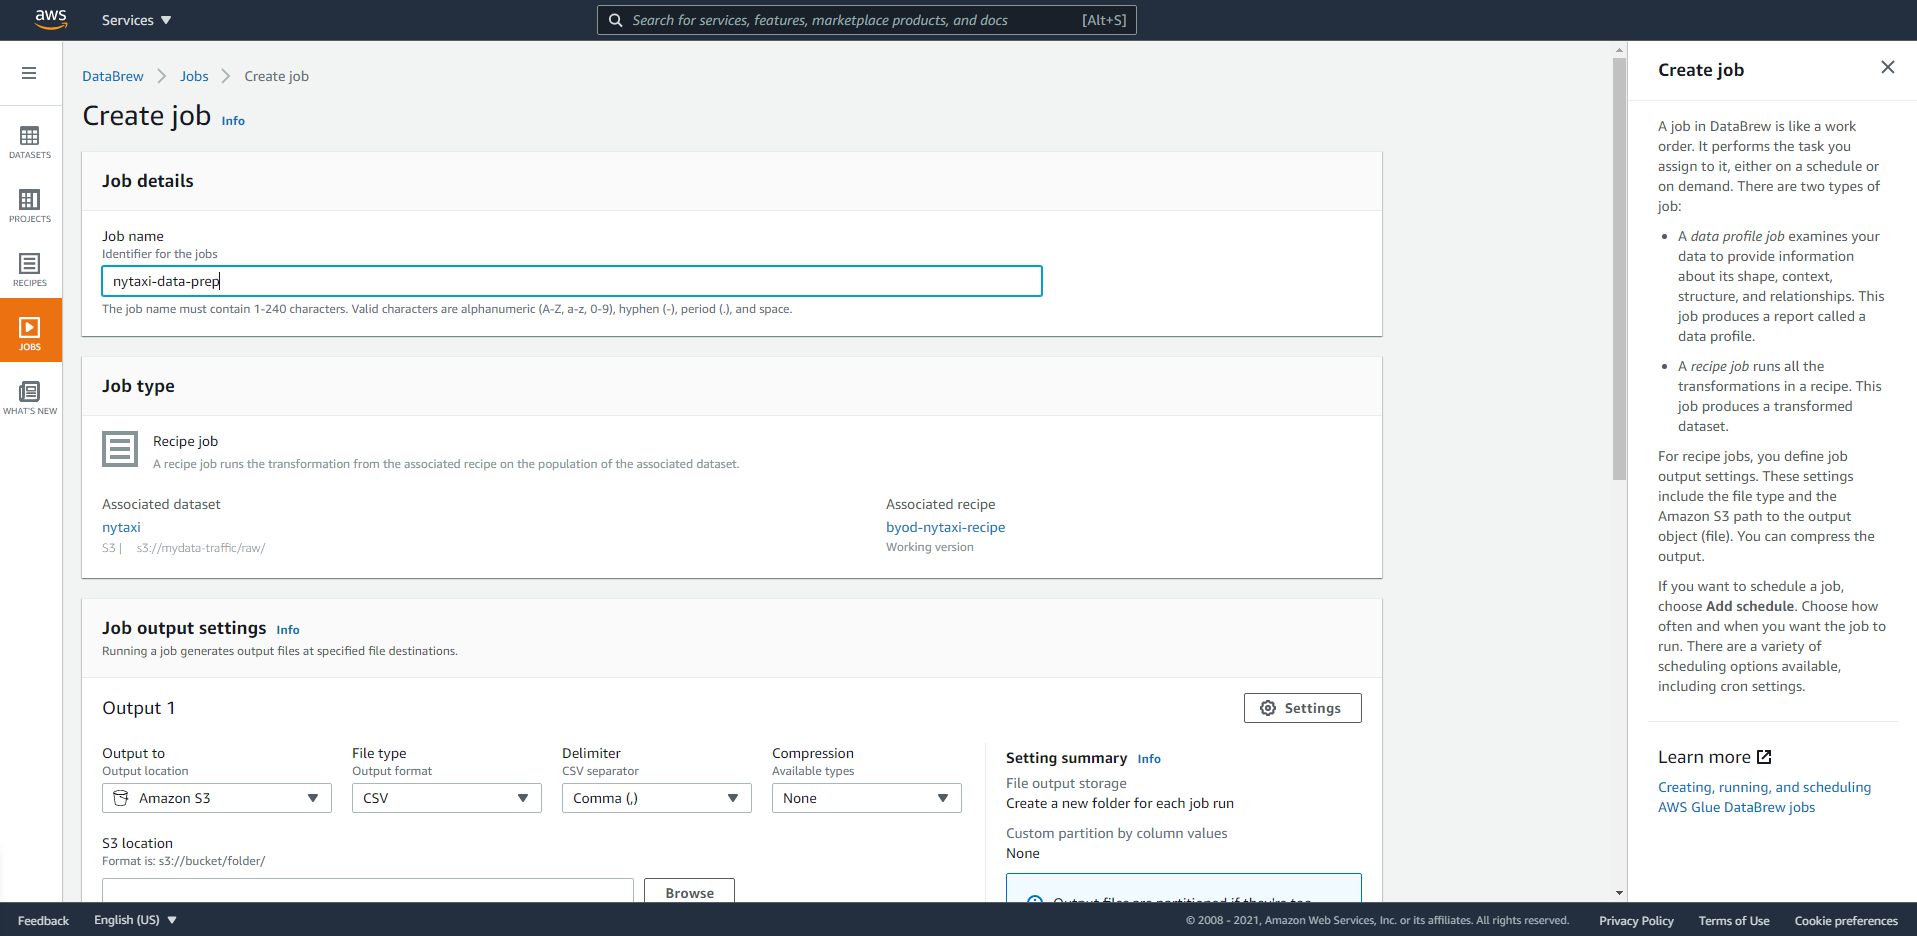 aws
Services
Search for services, features, marketplace products, and docs
[Alt+S]
DATASETS
PROJECTS
RECIPES
JOBS
WHAT'S NEW
DataBrew
Jobs
Create job
Create job Info
Job details
Job name
Identifier for the jobs
nytaxi-data-prep
The job name must contain 1-240 characters. Valid characters are alphanumeric (A-Z, a-z, 0-9), hyphen (-), period (.), and space.
Job type
Recipe job
A recipe job runs the transformation from the associated recipe on the population of the associated dataset.
Associated dataset
nytaxi
S3 | s3://mydata-traffic/raw/
Associated recipe
byod-nytaxi-recipe
Working version
Job output settings Info
Running a job generates output files at specified file destinations.
Output 1
Settings
Output to
Output location
Amazon S3
File type
Output format
CSV
Delimiter
CSV separator
Comma (,)
Compression
Available types
None
S3 location
Format is: s3://bucket/folder/
Browse
Setting summary Info
File output storage
Create a new folder for each job run
Custom partition by column values
None
Output files are partitioned if they're too
Create job
A job in DataBrew is like a work
order. It performs the task you
assign to it, either on a schedule or
on demand. There are two types of
job:
• A data profile job examines your
data to provide information
about its shape, context,
structure, and relationships. This
job produces a report called a
data profile.
• A recipe job runs all the
transformations in a recipe. This
job produces a transformed
dataset.
For recipe jobs, you define job
output settings. These settings
include the file type and the
Amazon S3 path to the output
object (file). You can compress the
output.
If you want to schedule a job,
choose Add schedule. Choose how
often and when you want the job to
run. There are a variety of
scheduling options available,
including cron settings.
Learn more
Creating, running, and scheduling
AWS Glue DataBrew jobs
Feedback
English (US)
© 2008 - 2021, Amazon Web Services, Inc. or its affiliates. All rights reserved.
Privacy Policy
Terms of Use
Cookie preferences